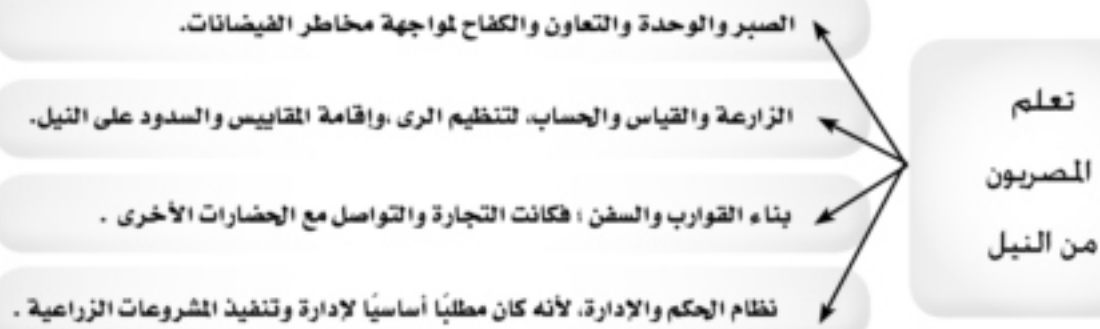 تعلم
المصريون
من النيل
الصبر والوحدة والتعاون والكفاح لمواجهة مخاطر الفيضانات.
الزارعة والقياس والحساب، لتنظيم الرى ،وإقامة المقاييس والسدود على النيل.
بناء القوارب والسفن ؛ فكانت التجارة والتواصل مع الحضارات الأخرى .
نظام الحكم والإدارة، لأنه كان مطلبًا أساسيًا لإدارة وتنفيذ المشروعات الزراعية .